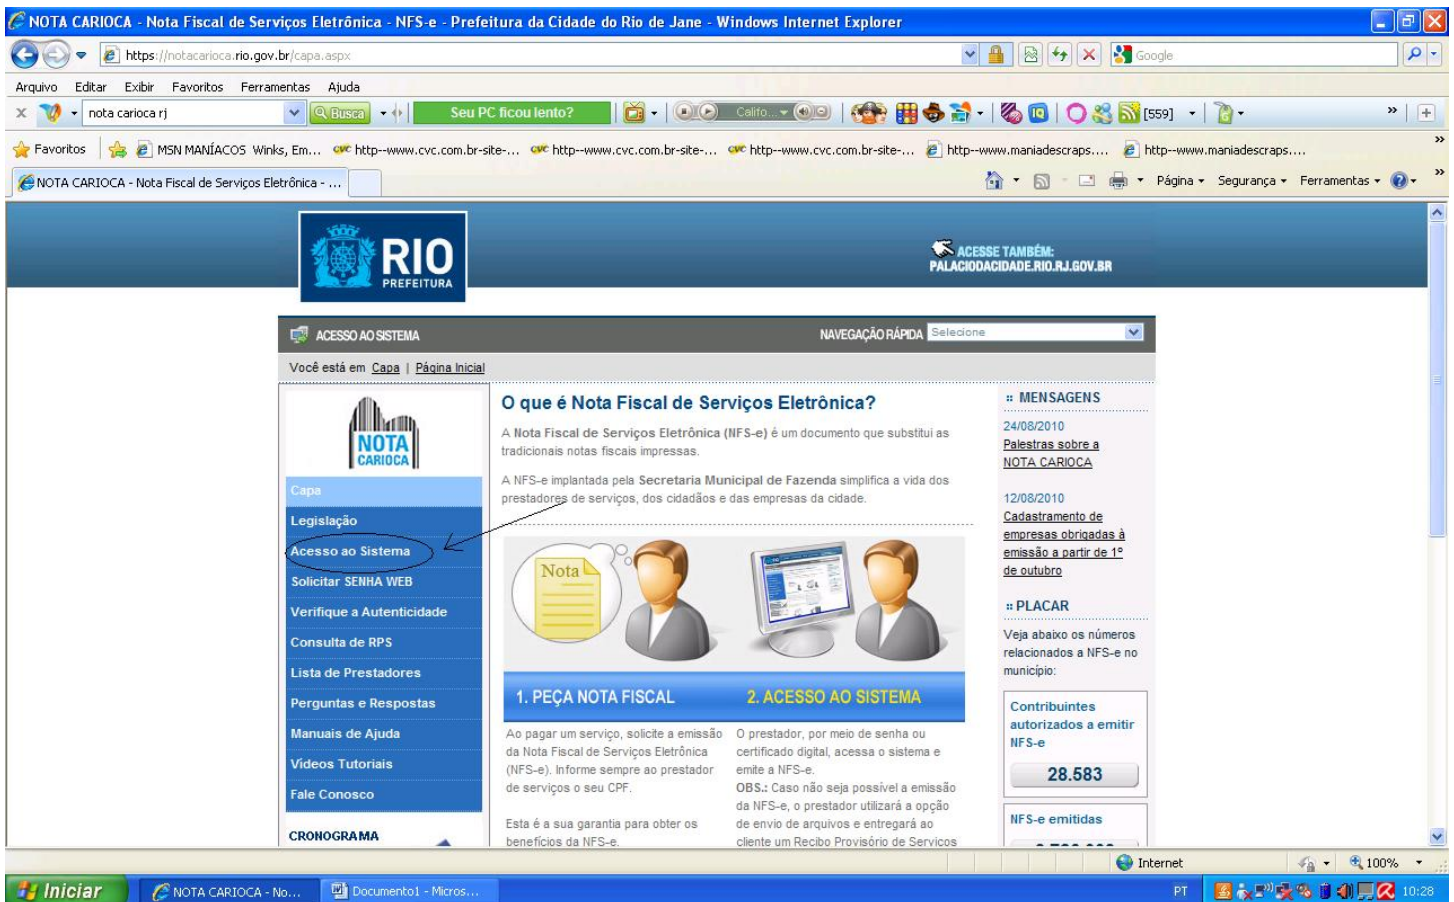 NOTA CARIOCA - Nota Fiscal de Serviços Eletrônica - NFS-e - Prefeitura da Cidade do Rio de Jane - Windows Internet Explorer
https://notacarioca.rio.gov.br/capa.aspx
Google
Arquivo Editar Exibir Favoritos Ferramentas Ajuda
nota carioca rj
Busca
Seu PC ficou lento?
Califo...
[559]
Favoritos
MSN MANÍACOS Winks, Em...
cvc http--www.cvc.com.br-site-...
cvc http--www.cvc.com.br-site-...
cvc http--www.cvc.com.br-site-...
http--www.maniadescraps....
http--www.maniadescraps....
NOTA CARIOCA - Nota Fiscal de Serviços Eletrônica - ...
Página Segurança Ferramentas
RIO
PREFEITURA
ACESSE TAMBÉM:
PALACIODACIDADE.RIO.RJ.GOV.BR
ACESSO AO SISTEMA
NAVEGAÇÃO RÁPIDA Selecione
Você está em Capa | Página Inicial
NOTA
CARIOCA
Capa
Legislação
Acesso ao Sistema
Solicitar SENHA WEB
Verifique a Autenticidade
Consulta de RPS
Lista de Prestadores
Perguntas e Respostas
Manuais de Ajuda
Vídeos Tutoriais
Fale Conosco
CRONOGRAMA
O que é Nota Fiscal de Serviços Eletrônica?
A Nota Fiscal de Serviços Eletrônica (NFS-e) é um documento que substitui as
tradicionais notas fiscais impressas.
A NFS-e implantada pela Secretaria Municipal de Fazenda simplifica a vida dos
prestadores de serviços, dos cidadãos e das empresas da cidade.
Nota
1. PEÇA NOTA FISCAL
2. ACESSO AO SISTEMA
Ao pagar um serviço, solicite a emissão
da Nota Fiscal de Serviços Eletrônica
(NFS-e). Informe sempre ao prestador
de serviços o seu CPF.
Esta é a sua garantia para obter os
benefícios da NFS-e.
O prestador, por meio de senha ou
certificado digital, acessa o sistema e
emite a NFS-e.
OBS.: Caso não seja possível a emissão
da NFS-e, o prestador utilizará a opção
de envio de arquivos e entregará ao
cliente um Recibo Provisório de Serviços
:: MENSAGENS
24/08/2010
Palestras sobre a
NOTA CARIOCA
12/08/2010
Cadastramento de
empresas obrigadas à
emissão a partir de 1º
de outubro
:: PLACAR
Veja abaixo os números
relacionados a NFS-e no
município:
Contribuintes
autorizados a emitir
NFS-e
28.583
NFS-e emitidas
Internet
100%
Iniciar
NOTA CARIOCA - No...
Documento1 - Micros...
PT
10:28